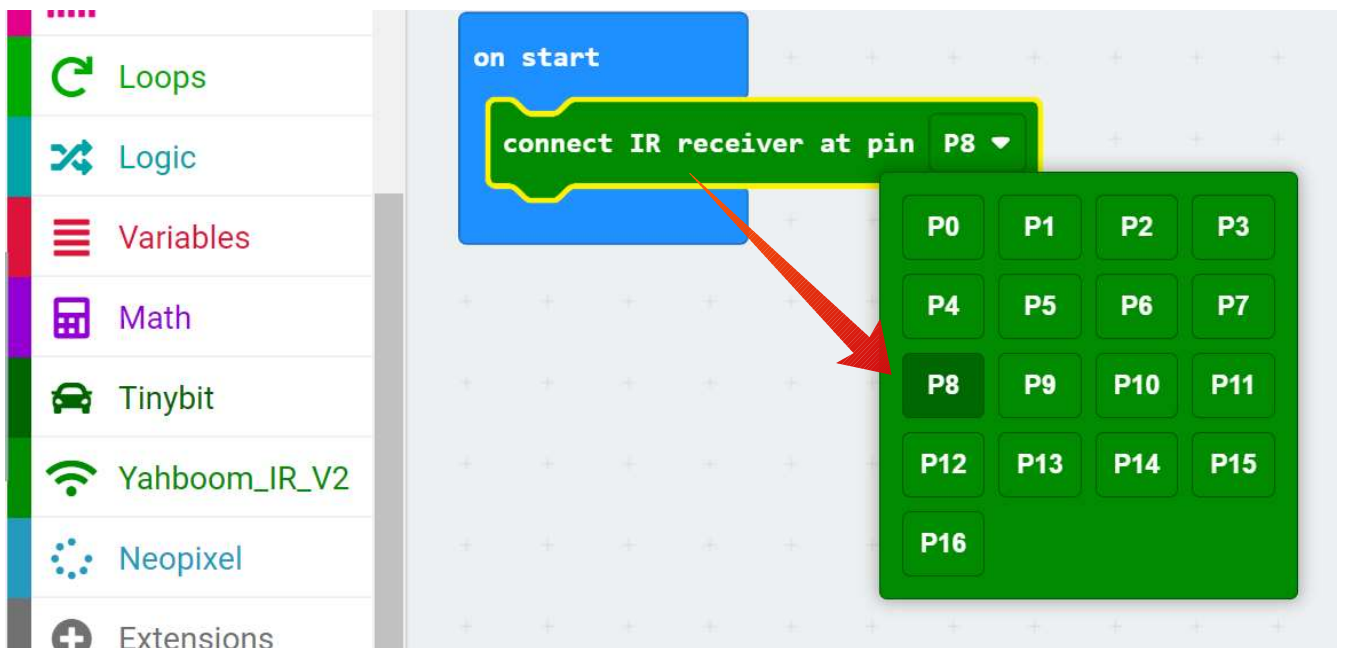 Loops
Logic
Variables
Math
Tinybit
Yahboom_IR_V2
Neopixel
Extensions
on start
connect IR receiver at pin P8
P0 P1 P2 P3
P4 P5 P6 P7
P8 P9 P10 P11
P12 P13 P14 P15
P16